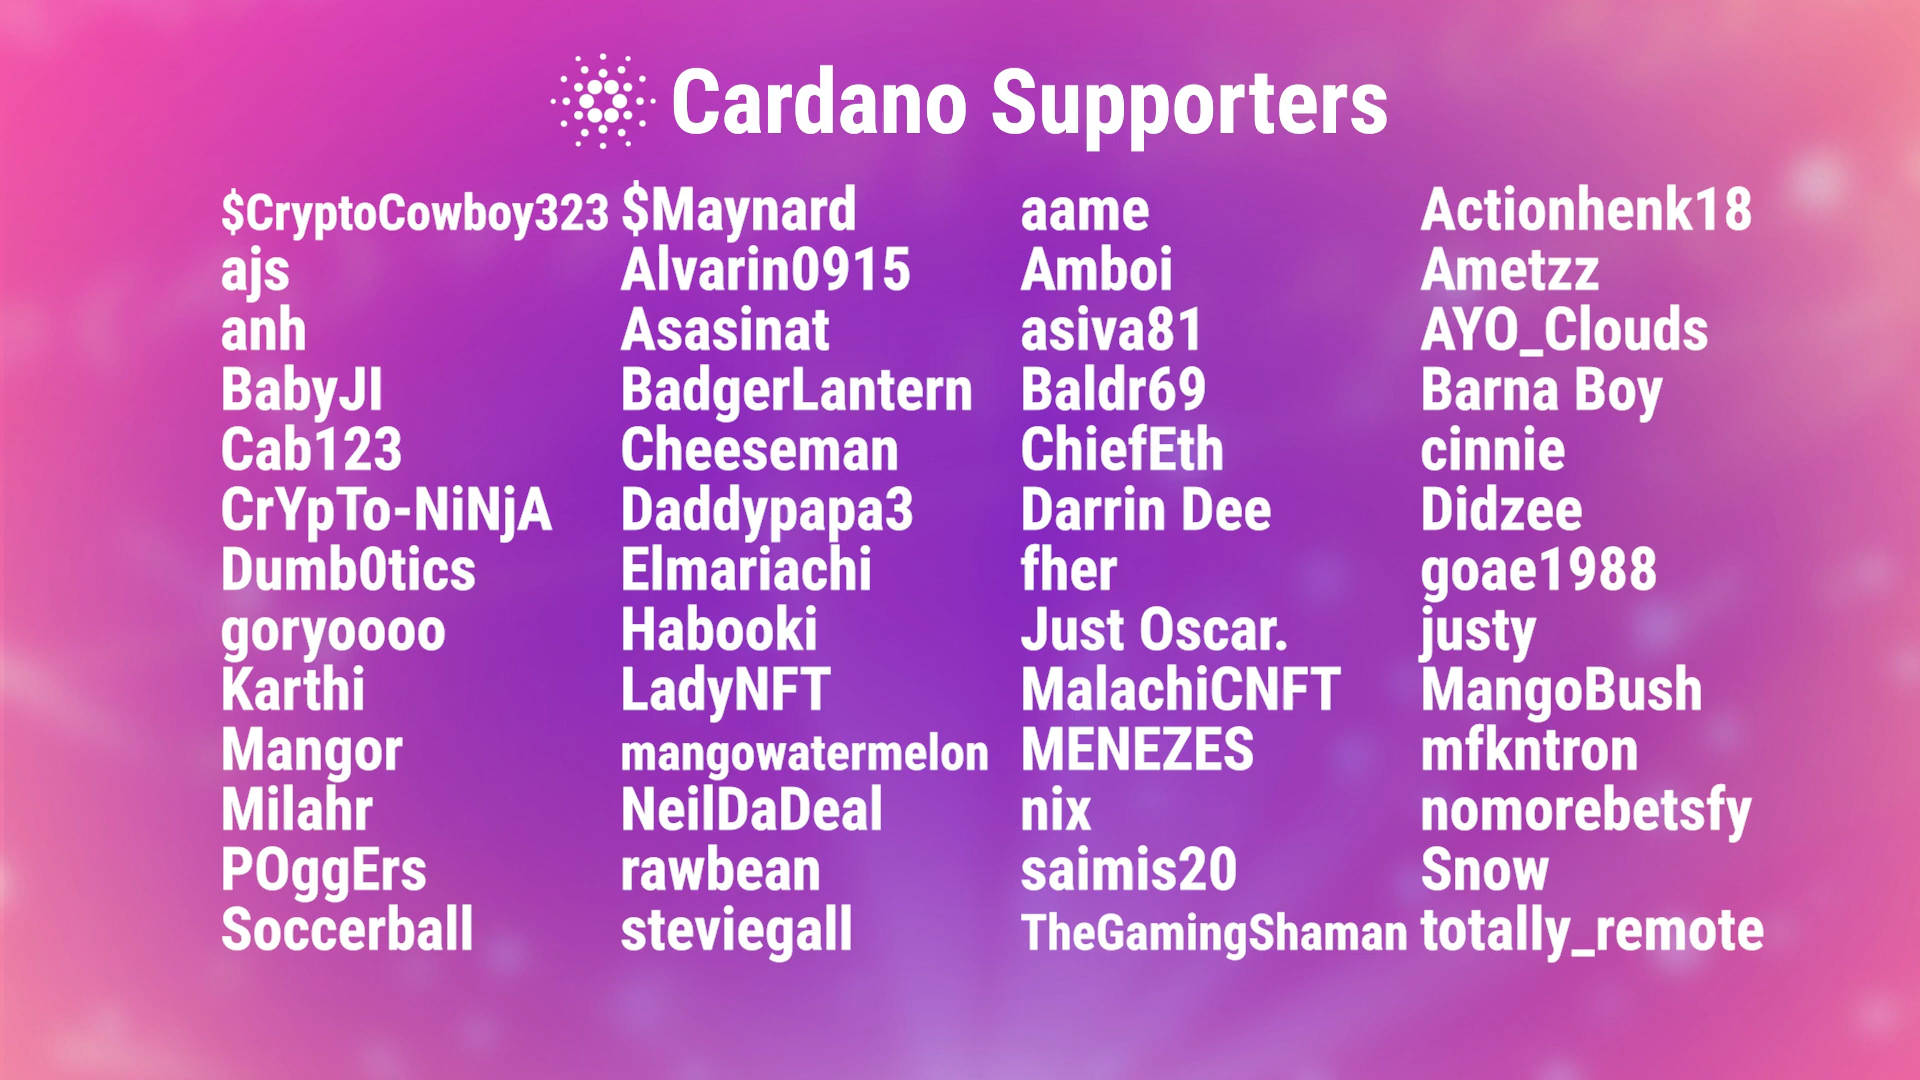 Cardano Supporters
$CryptoCowboy323 $Maynard aame Actionhenk18
ajs Alvarin0915 Amboi Ametzz
anh Asasinat asiva81 AYO_Clouds
BabyJI BadgerLantern Baldr69 Barna Boy
Cab123 Cheeseman ChiefEth cinnie
CrYpTo-NiNjA Daddypapa3 Darrin Dee Didzee
Dumb0tics Elmariachi fher goae1988
goryoooo Habooki Just Oscar. justy
Karthi LadyNFT MalachiCNFT MangoBush
Mangor mangowatermelon MENEZES mfkntron
Milahr NeilDaDeal nix nomorebetsfy
POggErs rawbean saimis20 Snow
Soccerball steviegall TheGamingShaman totally_remote